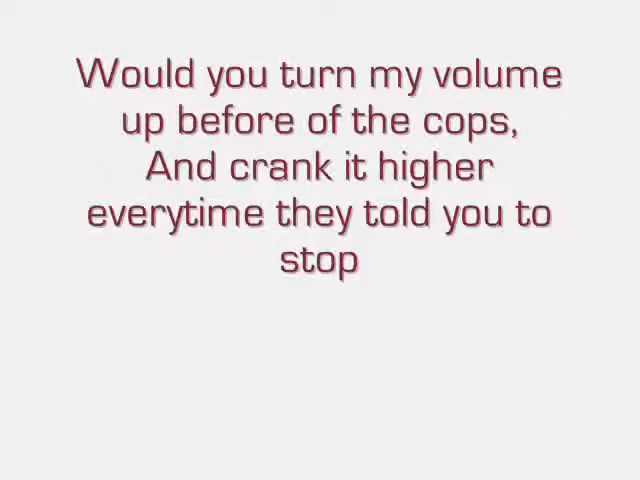 Would you turn my volume
up before of the cops,
And crank it higher
everytime they told you to
stop